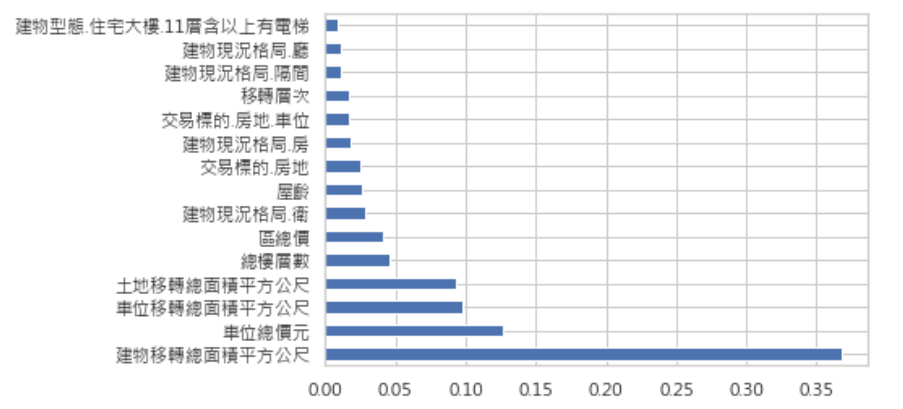 建物型態.住宅大樓.11層含以上有電梯
建物現況格局.廳
建物現況格局.隔間
移轉層次
交易標的.房地.車位
建物現況格局.房
交易標的.房地
屋齡
建物現況格局.衛
區總價
總樓層數
土地移轉總面積平方公尺
車位移轉總面積平方公尺
車位總價元
建物移轉總面積平方公尺
0.00 0.05 0.10 0.15 0.20 0.25 0.30 0.35